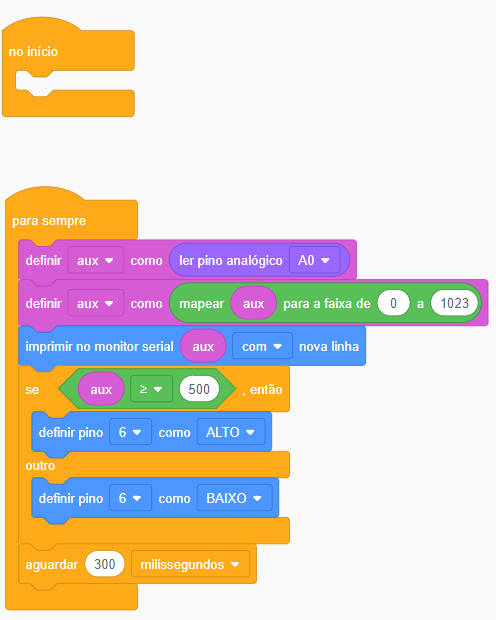 no início
para sempre
definir aux como ler pino analógico A0
definir aux como mapear aux para a faixa de 0 a 1023
imprimir no monitor serial aux com nova linha
se aux ≥ 500 , então
definir pino 6 como ALTO
outro
definir pino 6 como BAIXO
aguardar 300 milissegundos